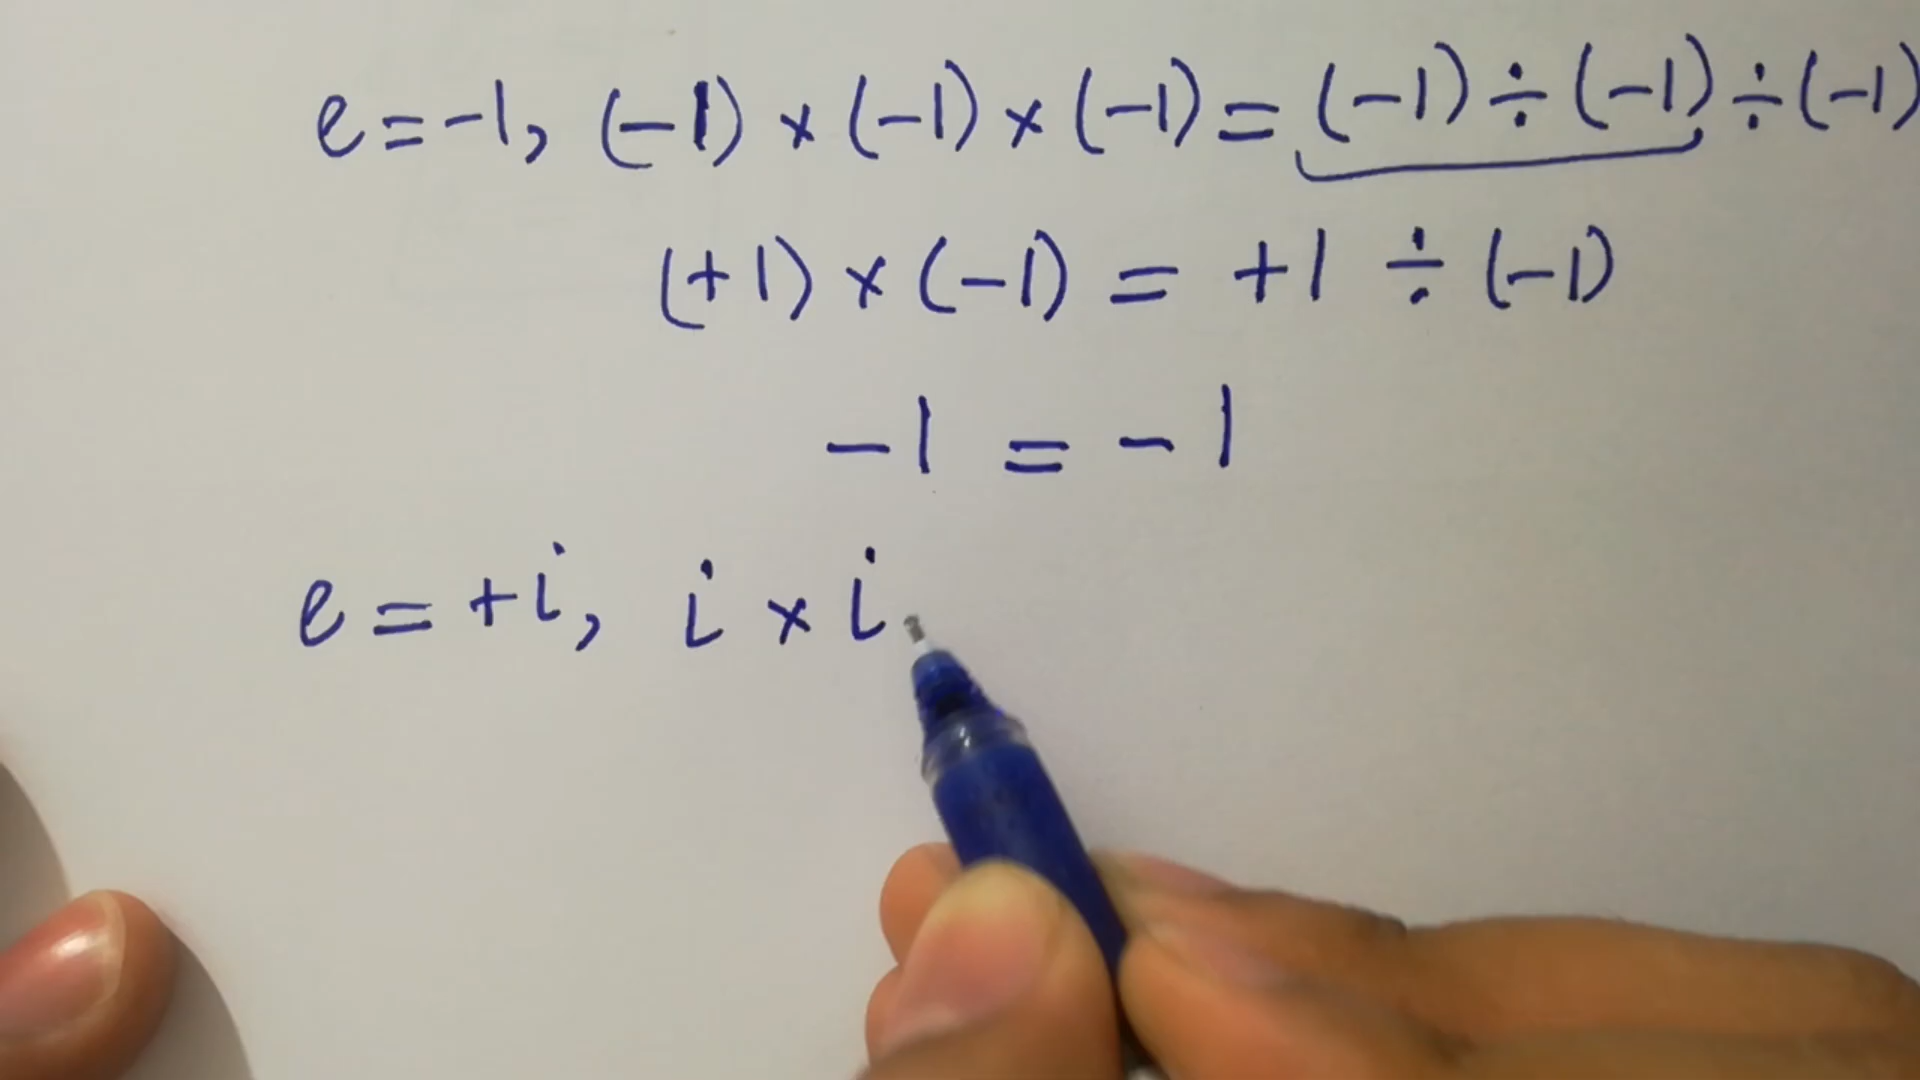 e = -1, (-1) × (-1) × (-1) = (-1) ÷ (-1) ÷ (-1)
(+1) × (-1) = +1 ÷ (-1)
-1 = -1
e = +i, i × i